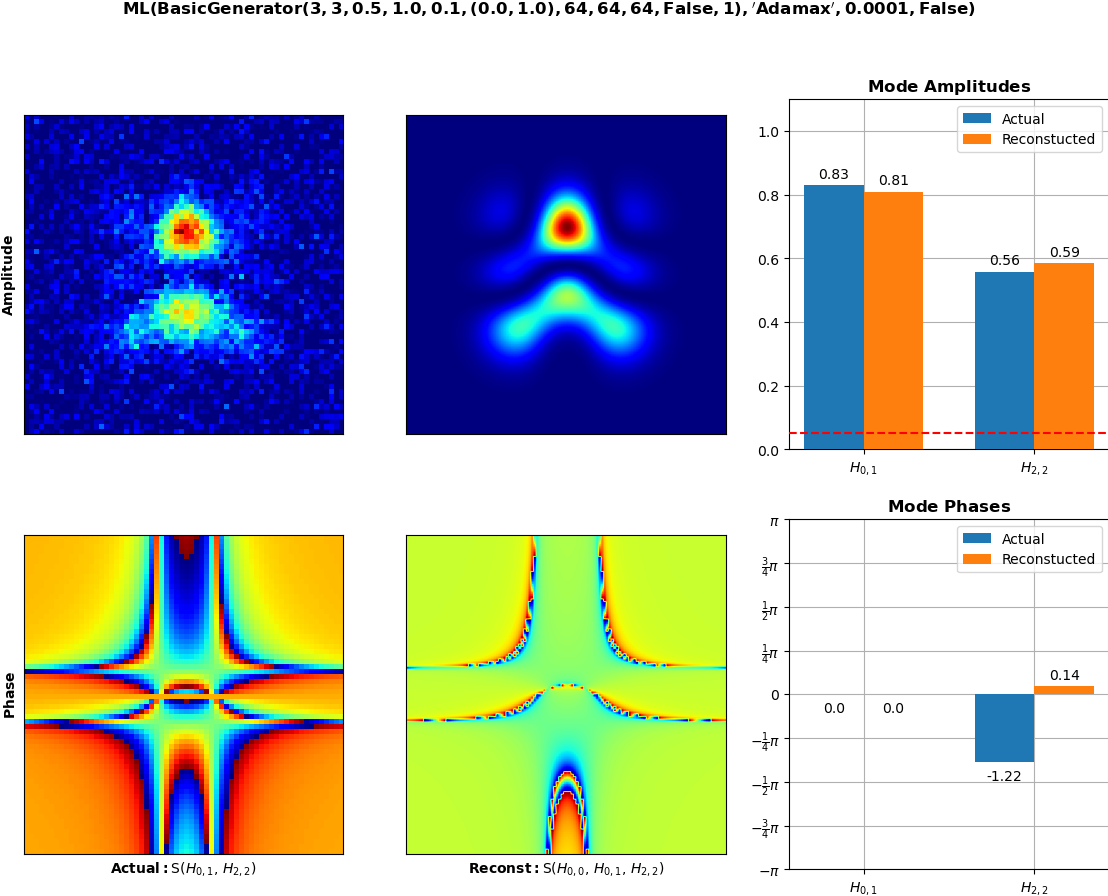 ML(BasicGenerator(3, 3, 0.5, 1.0, 0.1, (0.0, 1.0), 64, 64, 64, False, 1), ′Adamax′, 0.0001, False)
Amplitude
Mode Amplitudes
Actual
Reconstucted
1.0
0.8
0.6
0.4
0.2
0.0
0.83
0.81
0.56
0.59
H0, 1
H2, 2
Phase
Actual: S(H0, 1, H2, 2)
Reconst: S(H0, 0, H0, 1, H2, 2)
Mode Phases
Actual
Reconstucted
π
3/4π
1/2π
1/4π
0
−1/4π
−1/2π
−3/4π
−π
0.0
0.0
-1.22
0.14
H0, 1
H2, 2